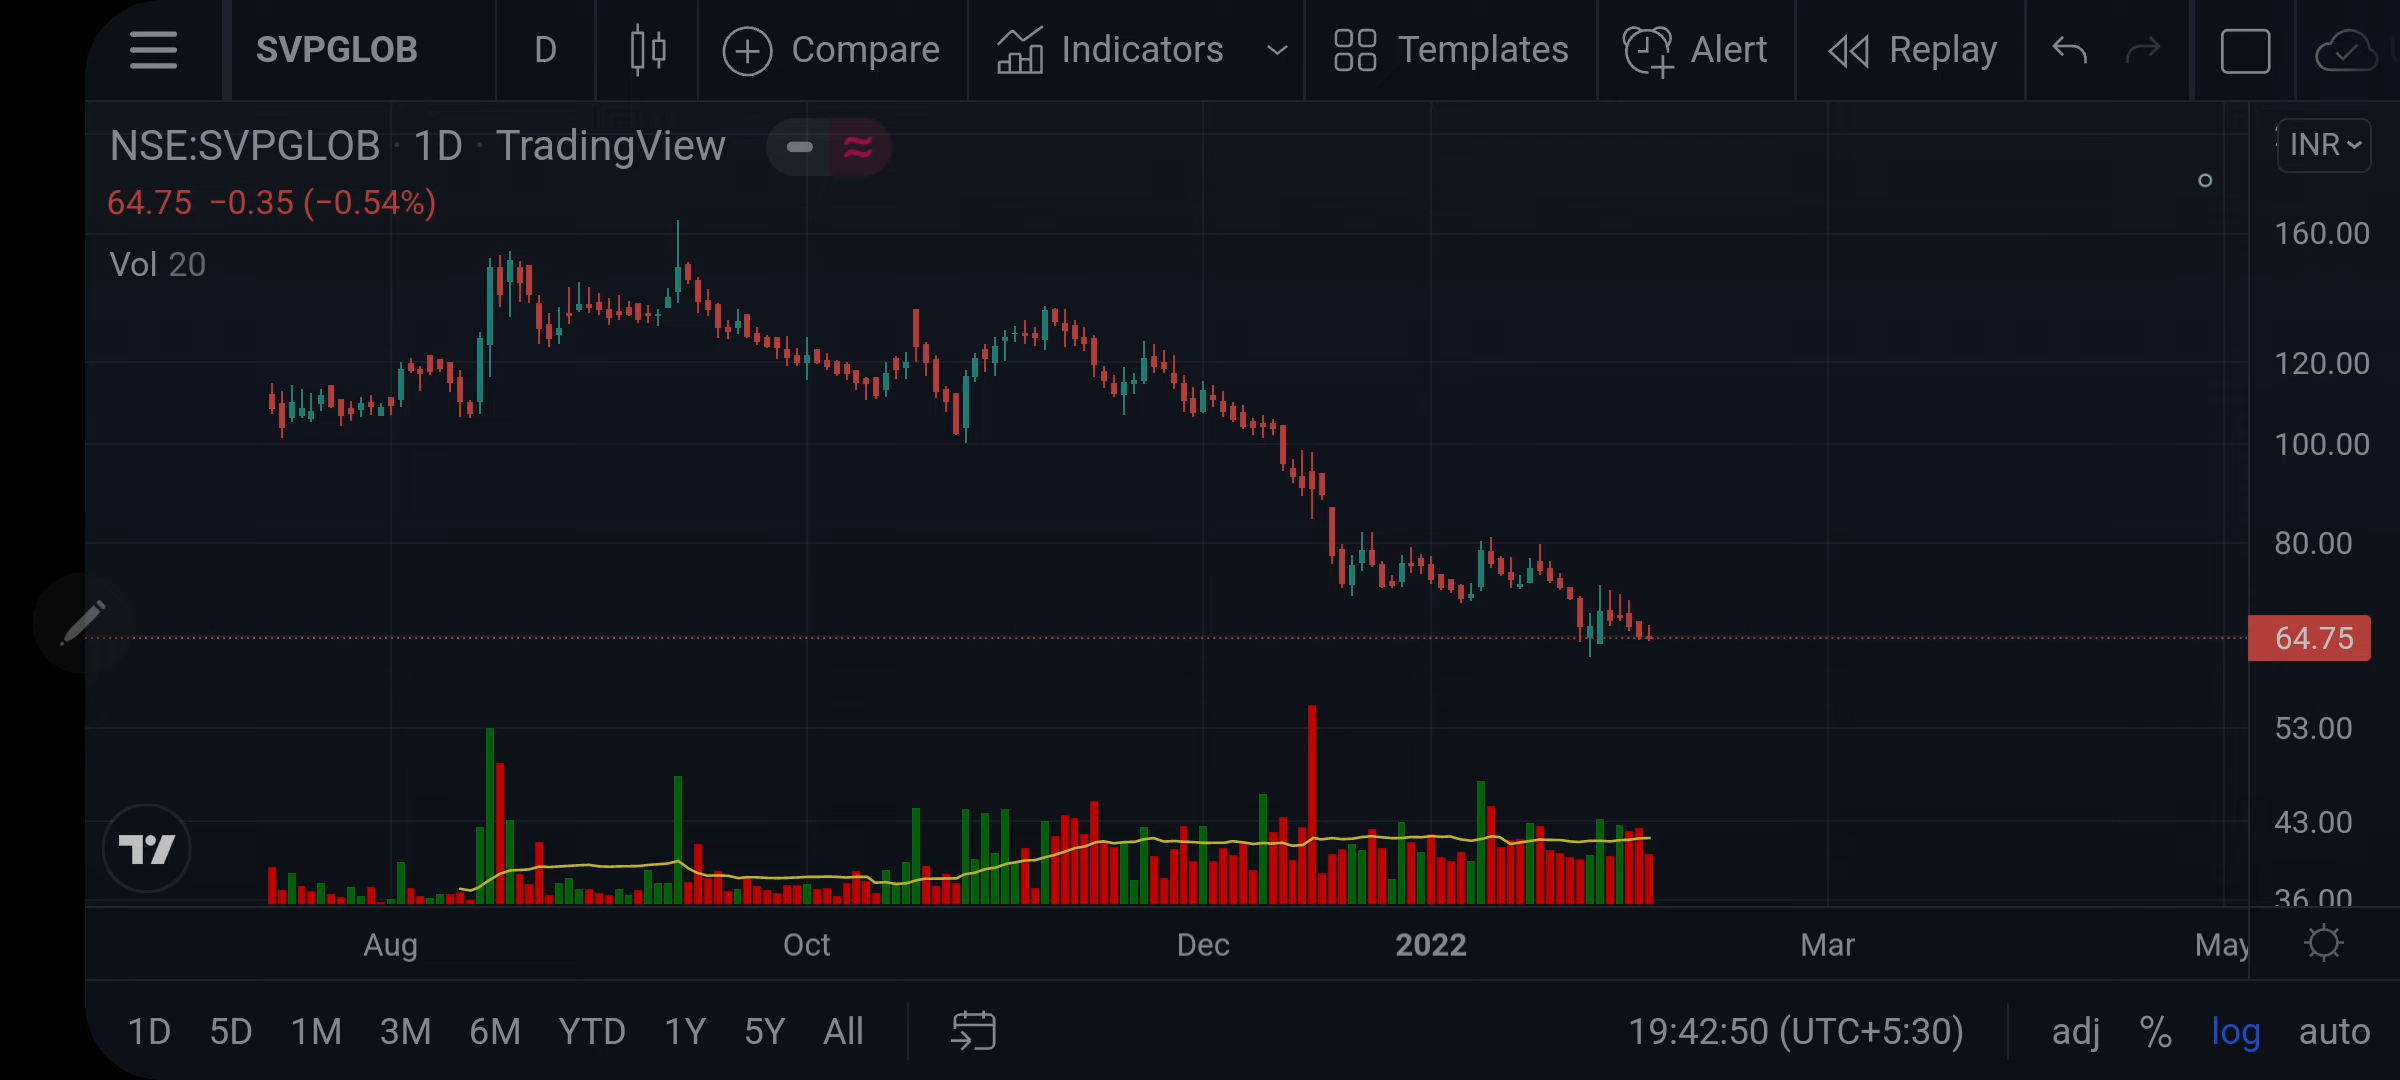 SVPGLOB D Compare Indicators Templates Alert Replay
NSE:SVPGLOB · 1D · TradingView
INR
64.75 −0.35 (−0.54%)
Vol 20
160.00
120.00
100.00
80.00
64.75
53.00
43.00
36.00
Aug Oct Dec 2022 Mar May
1D 5D 1M 3M 6M YTD 1Y 5Y All 19:42:50 (UTC+5:30) adj % log auto